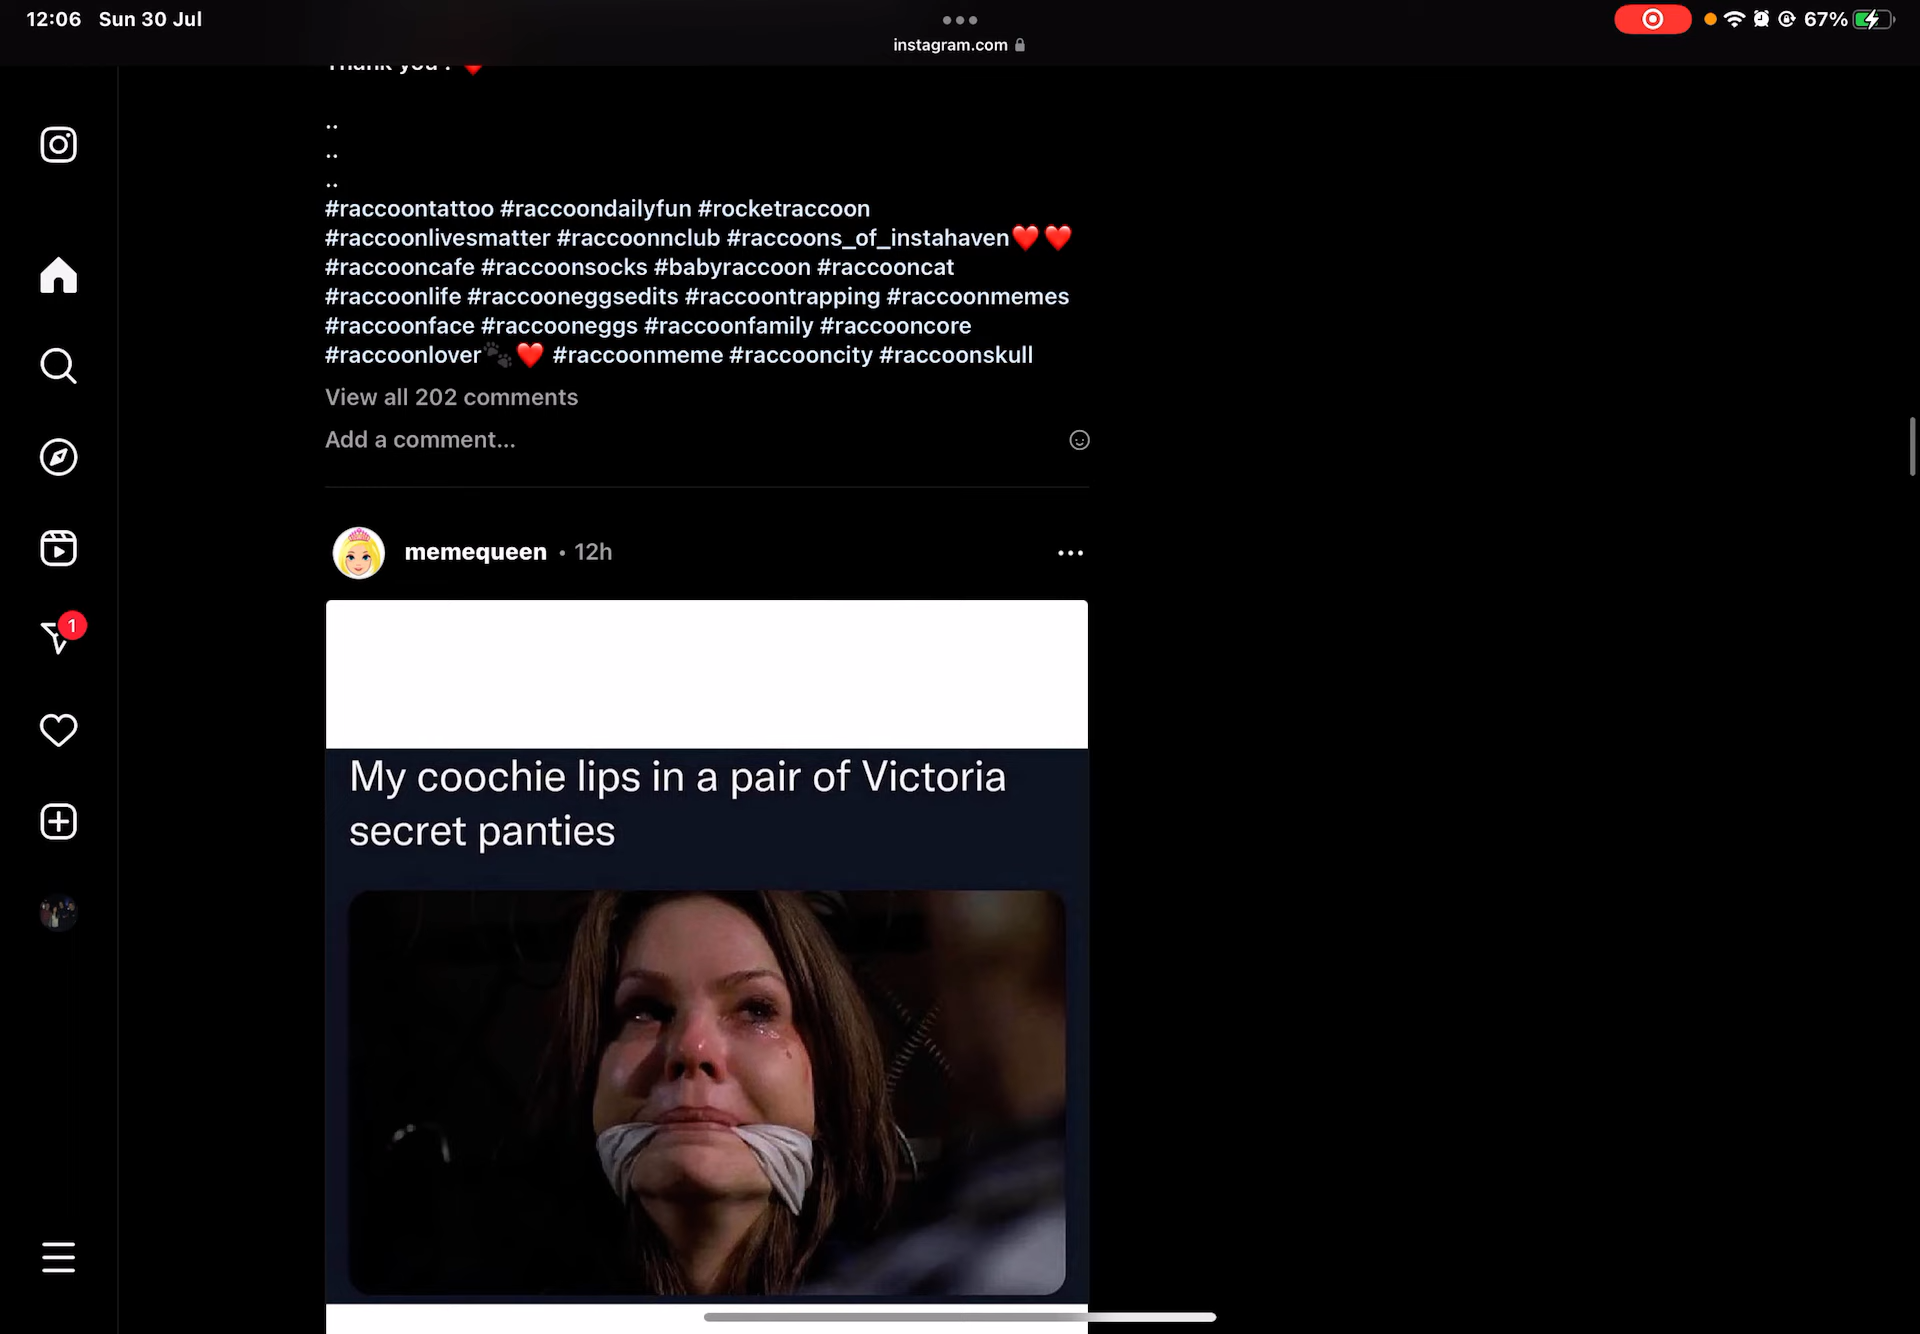 12:06 Sun 30 Jul
instagram.com
67%
Thank you !
..
..
..
#raccoontattoo #raccoondailyfun #rocketraccoon
#raccoonlivesmatter #raccoonnclub #raccoons_of_instahaven❤️❤️
#raccooncafe #raccoonsocks #babyraccoon #raccooncat
#raccoonlife #raccooneggsedits #raccoontrapping #raccoonmemes
#raccoonface #raccooneggs #raccoonfamily #raccooncore
#raccoonlover🐾❤️ #raccoonmeme #raccooncity #raccoonskull
View all 202 comments
Add a comment...
memequeen • 12h
1
My coochie lips in a pair of Victoria
secret panties